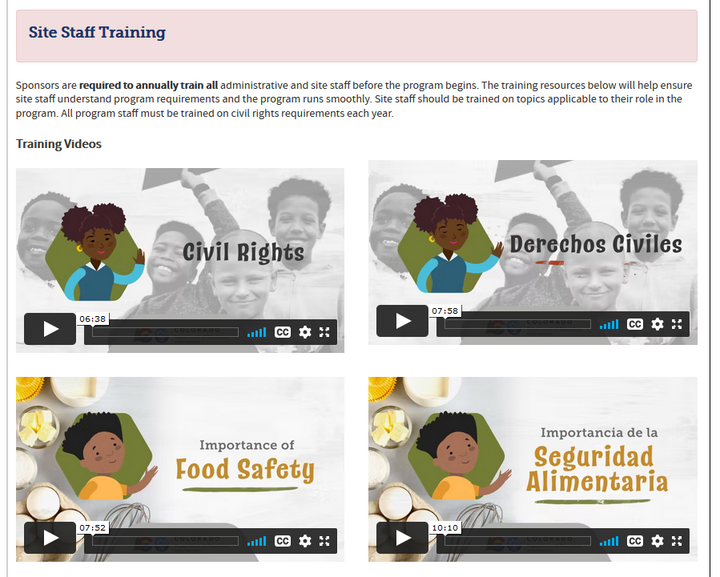 Site Staff Training
Sponsors are required to annually train all administrative and site staff before the program begins. The training resources below will help ensure
site staff understand program requirements and the program runs smoothly. Site staff should be trained on topics applicable to their role in the
program. All program staff must be trained on civil rights requirements each year.
Training Videos
Civil Rights
06:38
CC
Derechos Civiles
07:58
CC
Importance of
Food Safety
07:52
CC
Importancia de la
Seguridad
Alimentaria
10:10
CC